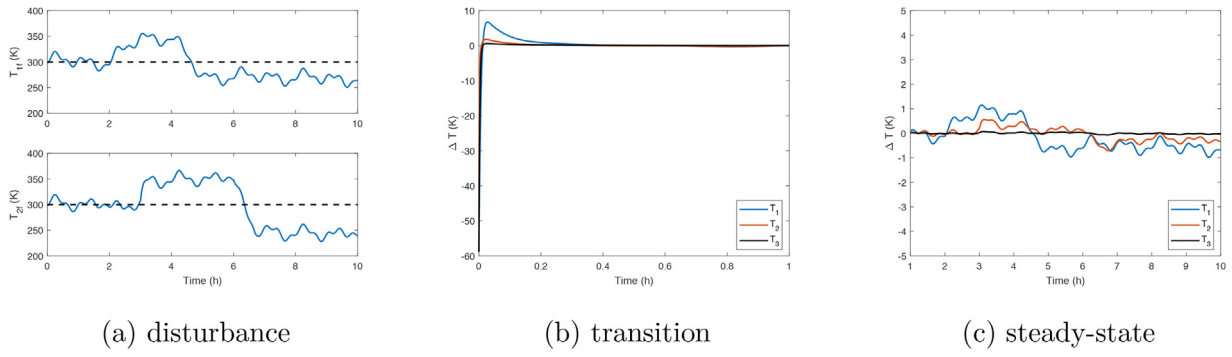 400
350
300
250
200
T1f (K)
0 2 4 6 8 10
400
350
300
250
200
T2f (K)
0 2 4 6 8 10
Time (h)
(a) disturbance
10
0
-10
-20
-30
-40
-50
-60
Δ T (K)
T1
T2
T3
0 0.2 0.4 0.6 0.8 1
Time (h)
(b) transition
5
4
3
2
1
0
-1
-2
-3
-4
-5
Δ T (K)
T1
T2
T3
1 2 3 4 5 6 7 8 9 10
Time (h)
(c) steady-state